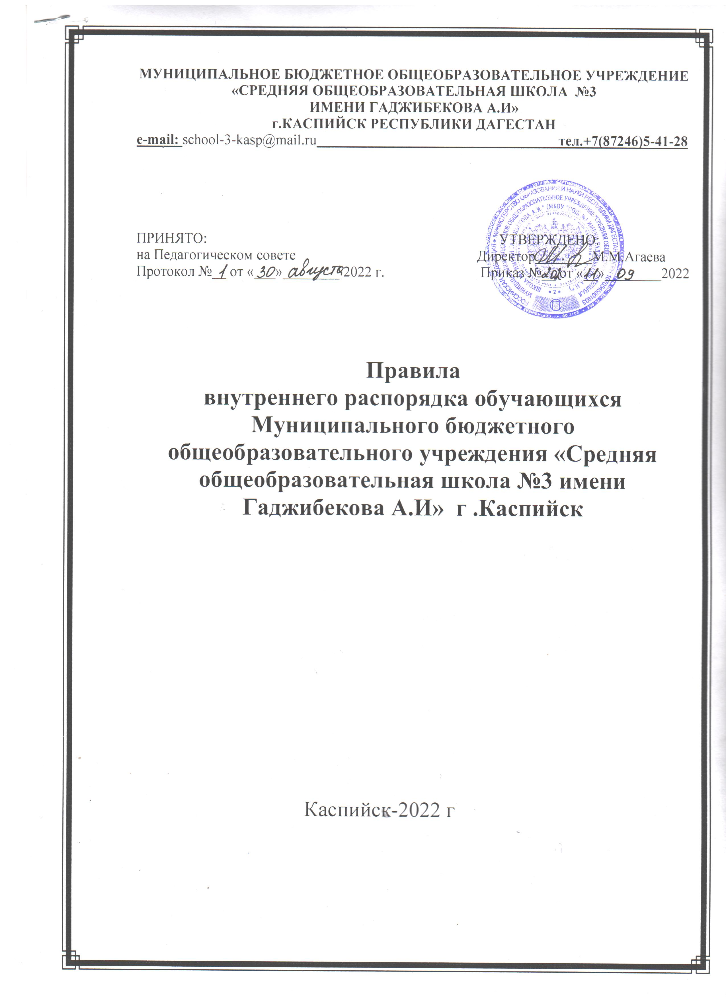 МУНИЦИПАЛЬНОЕ БЮДЖЕТНОЕ ОБЩЕОБРАЗОВАТЕЛЬНОЕ УЧРЕЖДЕНИЕ
«СРЕДНЯЯ ОБЩЕОБРАЗОВАТЕЛЬНАЯ ШКОЛА №3
ИМЕНИ ГАДЖИБЕКОВА А.И»
г.КАСПИЙСК РЕСПУБЛИКИ ДАГЕСТАН
e-mail: school-3-kasp@mail.ru тел.+7(87246)5-41-28
ПРИНЯТО:
на Педагогическом совете
Протокол № 1 от «30» августа 2022 г.
УТВЕРЖДЕНО
Директор М.М.Агаева
Приказ № от «11» 09 2022
Правила
внутреннего распорядка обучающихся
Муниципального бюджетного
общеобразовательного учреждения «Средняя
общеобразовательная школа №3 имени
Гаджибекова А.И» г .Каспийск
Каспийск-2022 г